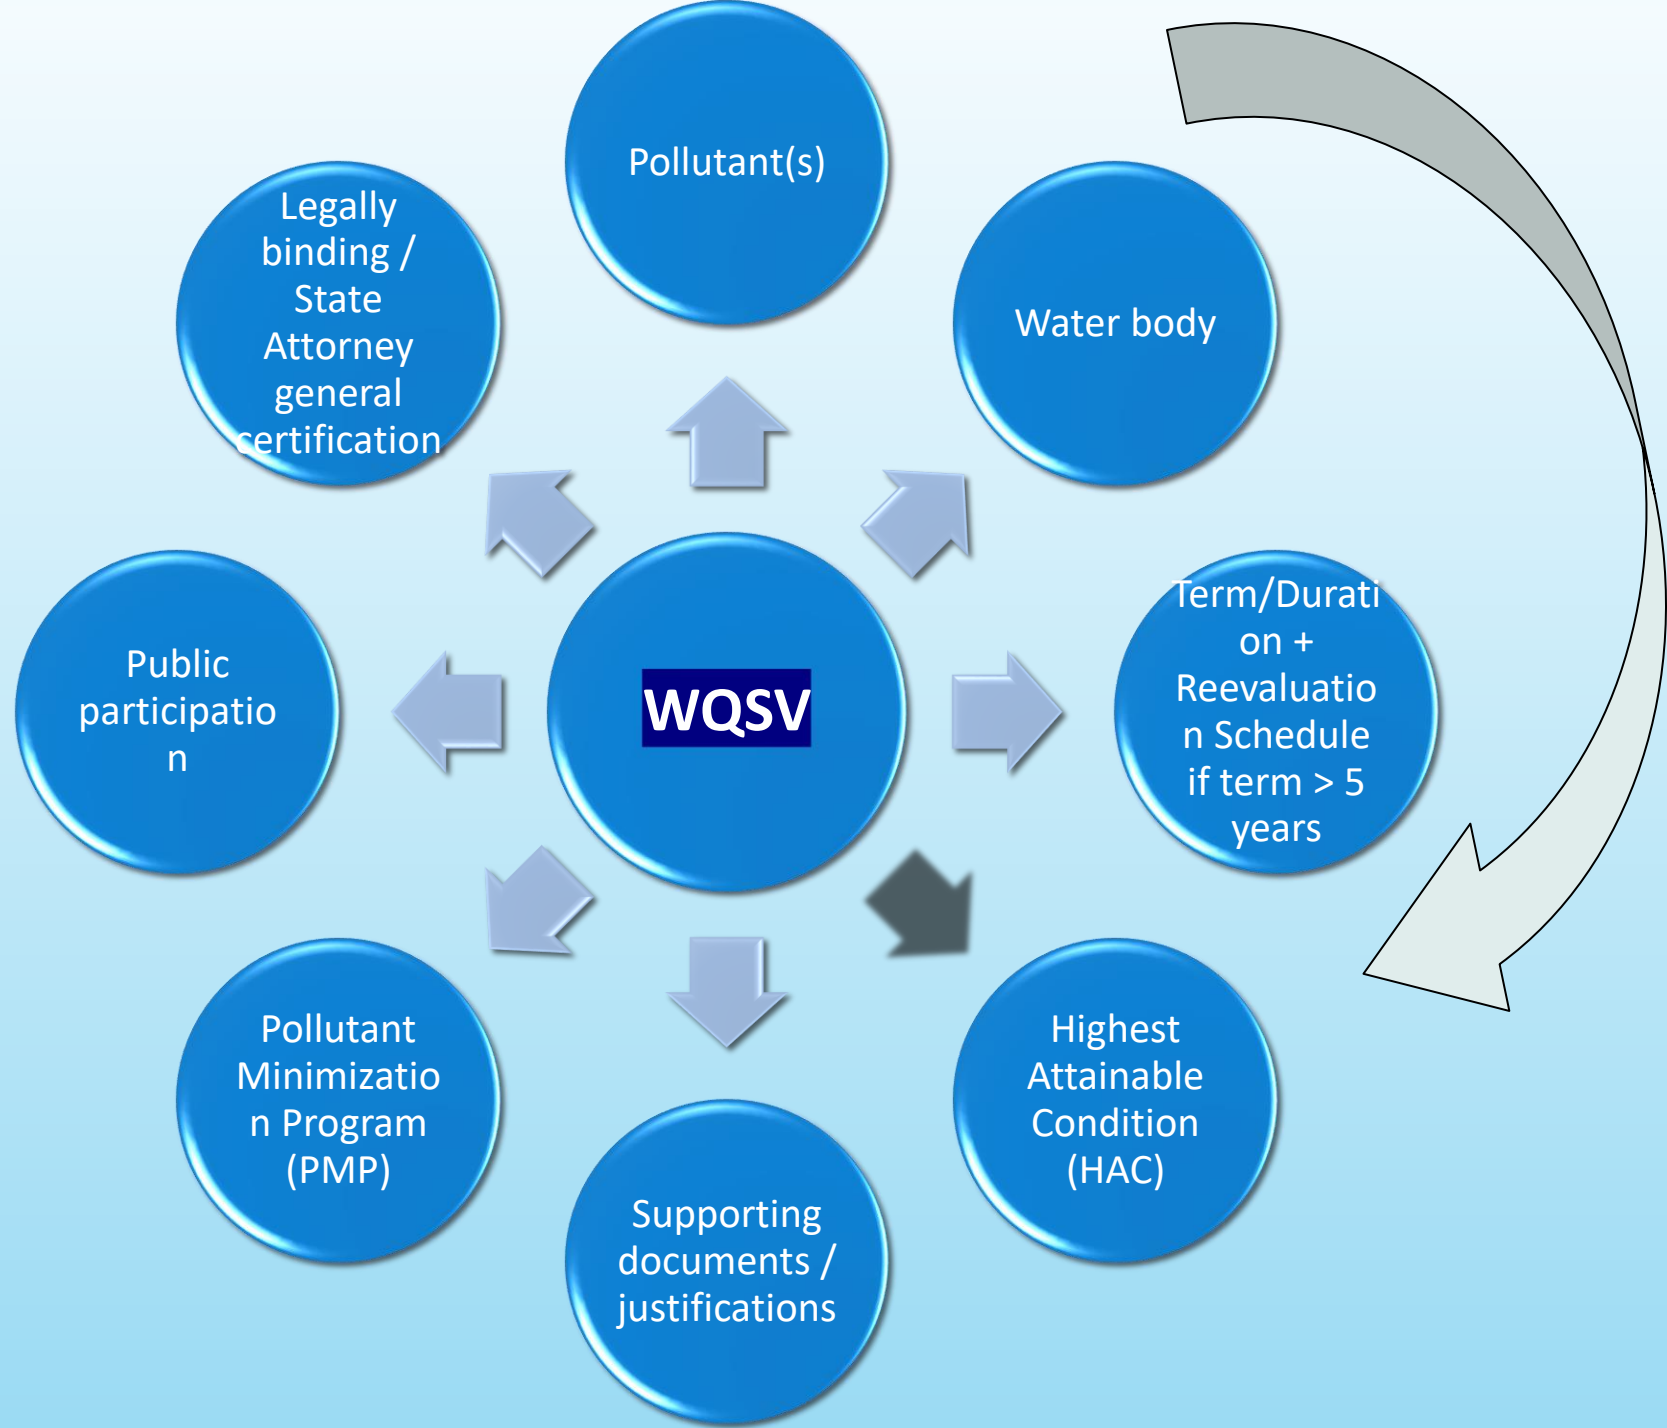 Pollutant(s)
Water body
Term/Durati
on +
Reevaluatio
n Schedule
if term > 5
years
Highest
Attainable
Condition
(HAC)
Supporting
documents /
justifications
Pollutant
Minimizatio
n Program
(PMP)
Public
participatio
n
Legally
binding /
State
Attorney
general
certification
WQSV